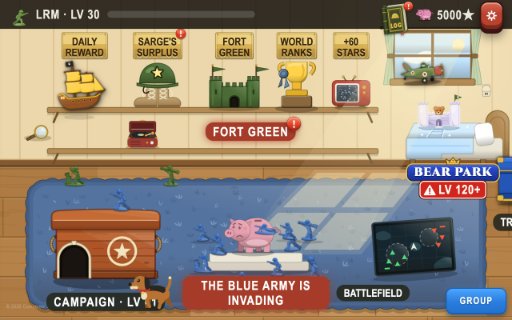 LRM · LV 30
LOG
5000★
DAILY
REWARD
SARGE'S
SURPLUS
FORT
GREEN
WORLD
RANKS
+60
STARS
FORT GREEN
BEAR PARK
LV 120+
CAMPAIGN · LV
THE BLUE ARMY IS
INVADING
BATTLEFIELD
GROUP